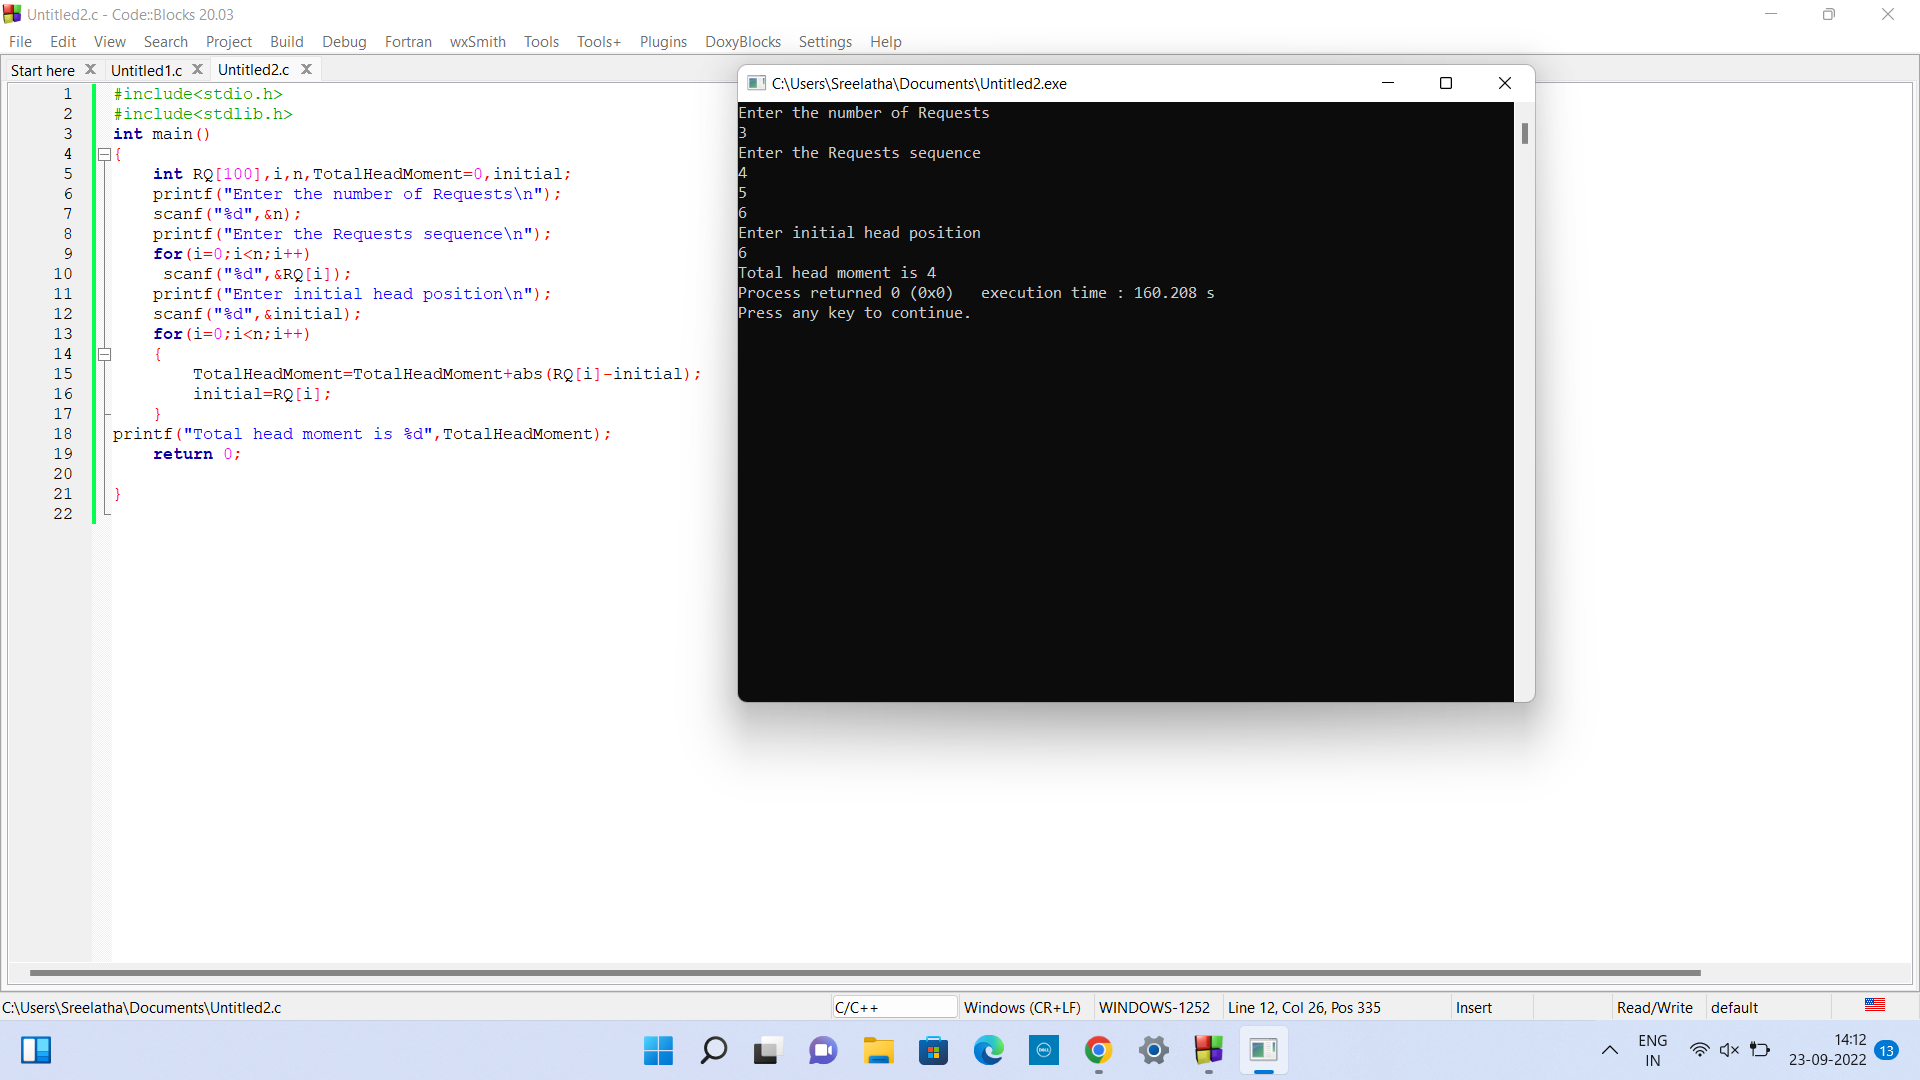 Untitled2.c - Code::Blocks 20.03
File Edit View Search Project Build Debug Fortran wxSmith Tools Tools+ Plugins DoxyBlocks Settings Help
Start here Untitled1.c Untitled2.c
1 #include<stdio.h>
2 #include<stdlib.h>
3 int main()
4 {
5 int RQ[100],i,n,TotalHeadMoment=0,initial;
6 printf("Enter the number of Requests\n");
7 scanf("%d",&n);
8 printf("Enter the Requests sequence\n");
9 for(i=0;i<n;i++)
10 scanf("%d",&RQ[i]);
11 printf("Enter initial head position\n");
12 scanf("%d",&initial);
13 for(i=0;i<n;i++)
14 {
15 TotalHeadMoment=TotalHeadMoment+abs(RQ[i]-initial);
16 initial=RQ[i];
17 }
18 printf("Total head moment is %d",TotalHeadMoment);
19 return 0;
20
21 }
22
C:\Users\Sreelatha\Documents\Untitled2.exe
Enter the number of Requests
3
Enter the Requests sequence
4
5
6
Enter initial head position
6
Total head moment is 4
Process returned 0 (0x0)   execution time : 160.208 s
Press any key to continue.
C:\Users\Sreelatha\Documents\Untitled2.c C/C++ Windows (CR+LF) WINDOWS-1252 Line 12, Col 26, Pos 335 Insert Read/Write default
DELL
ENG
IN
14:12
23-09-2022
13